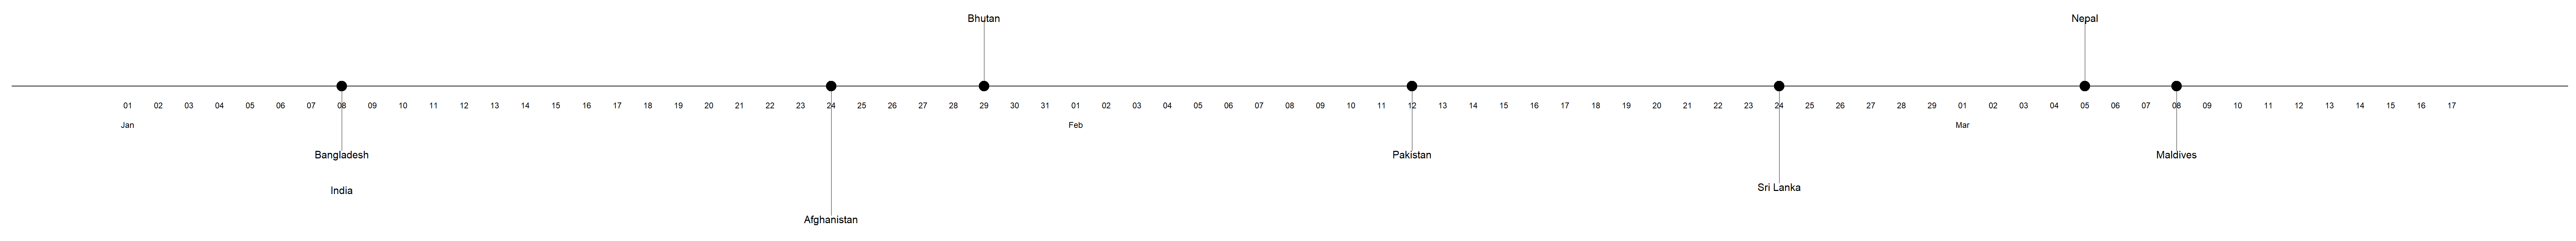 Bhutan Nepal
01 02 03 04 05 06 07 08 09 10 11 12 13 14 15 16 17 18 19 20 21 22 23 24 25 26 27 28 29 30 31 01 02 03 04 05 06 07 08 09 10 11 12 13 14 15 16 17 18 19 20 21 22 23 24 25 26 27 28 29 01 02 03 04 05 06 07 08 09 10 11 12 13 14 15 16 17
Jan Feb Mar
Bangladesh Pakistan Maldives
India Sri Lanka
Afghanistan